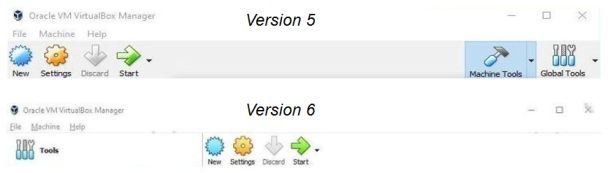 Oracle VM VirtualBox Manager
Version 5
File Machine Help
New Settings Discard Start Machine Tools Global Tools
Oracle VM VirtualBox Manager
Version 6
File Machine Help
Tools
New Settings Discard Start